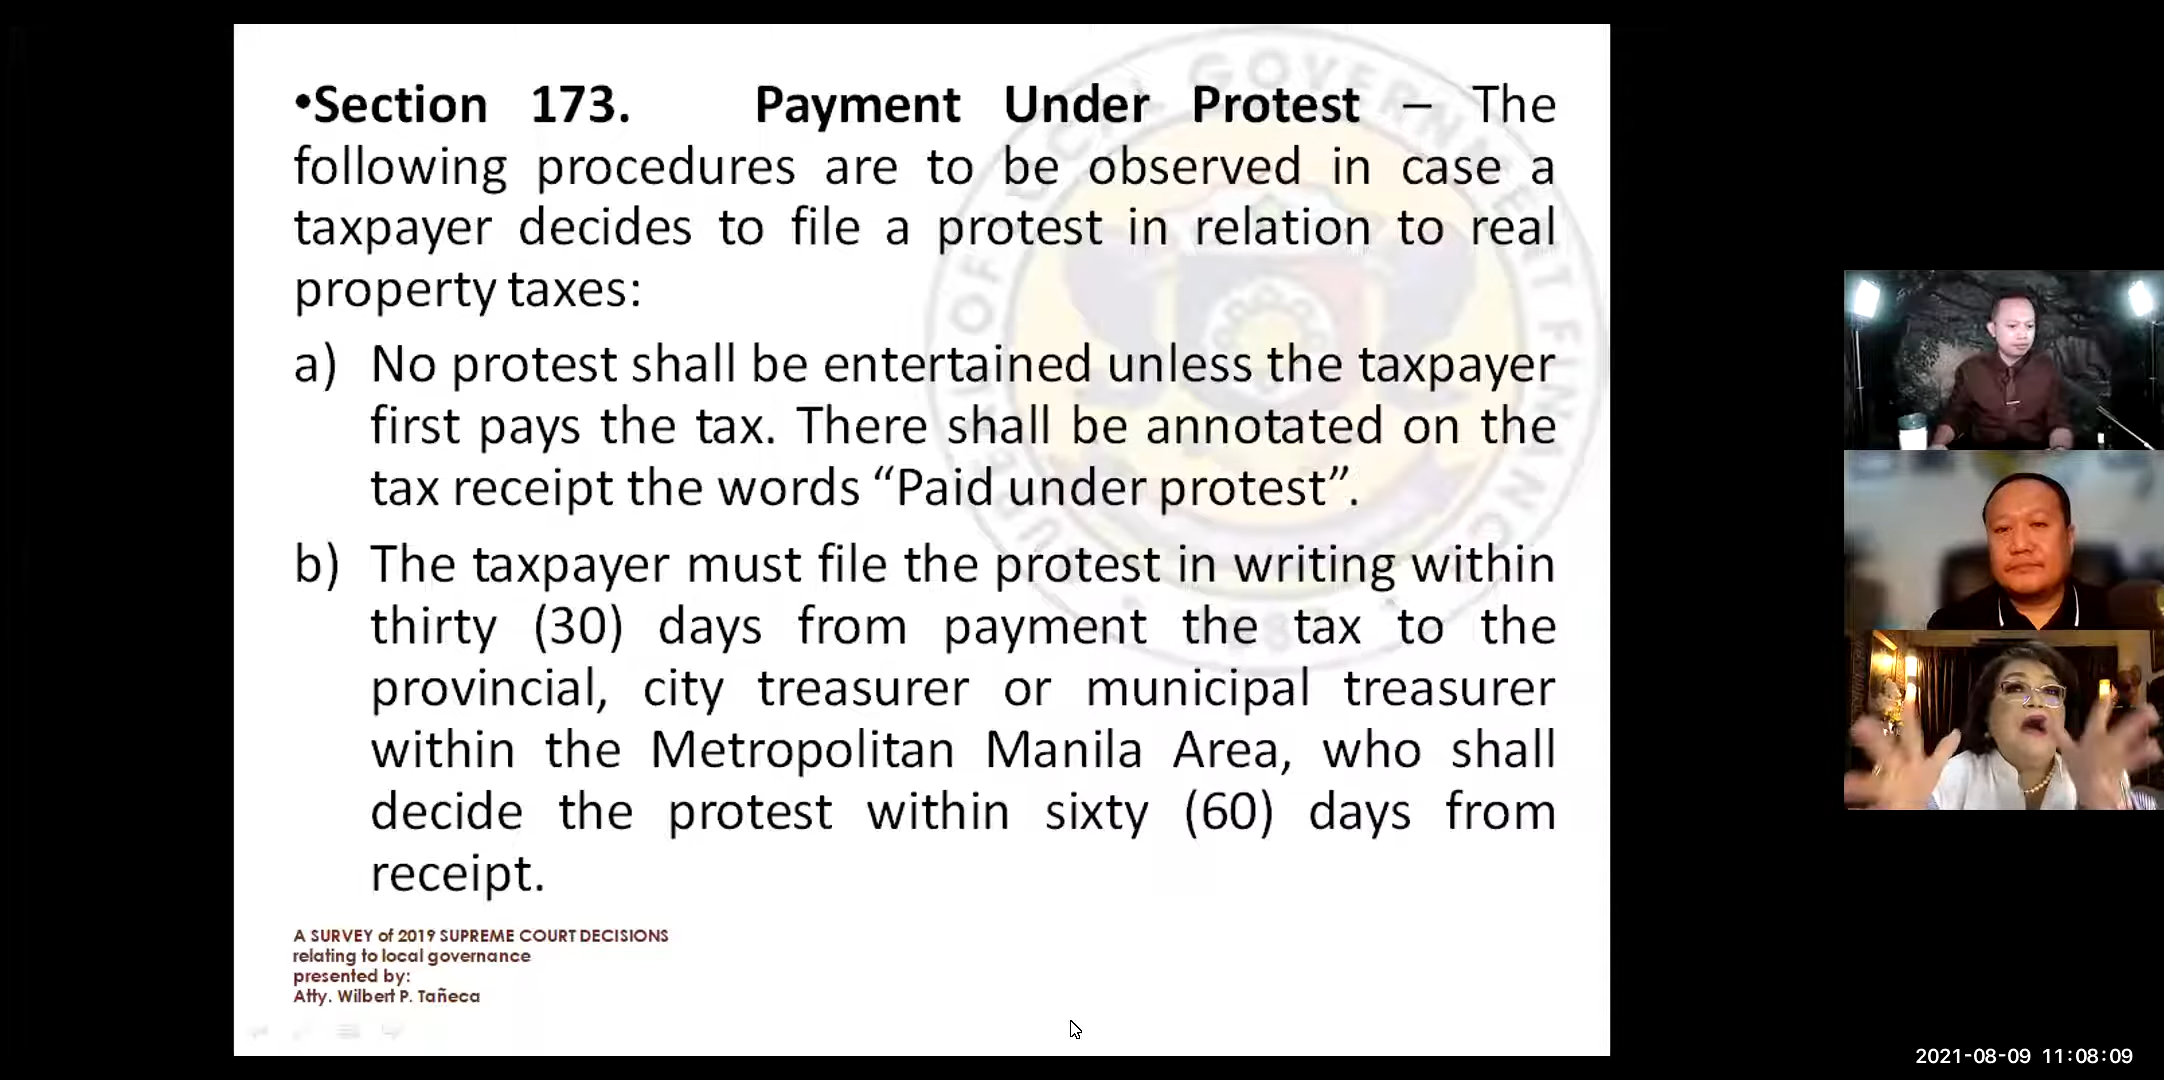 •Section 173. Payment Under Protest – The
following procedures are to be observed in case a
taxpayer decides to file a protest in relation to real
property taxes:
a) No protest shall be entertained unless the taxpayer
first pays the tax. There shall be annotated on the
tax receipt the words “Paid under protest”.
b) The taxpayer must file the protest in writing within
thirty (30) days from payment the tax to the
provincial, city treasurer or municipal treasurer
within the Metropolitan Manila Area, who shall
decide the protest within sixty (60) days from
receipt.
A SURVEY of 2019 SUPREME COURT DECISIONS
relating to local governance
presented by:
Atty. Wilbert P. Tañeca
2021-08-09 11:08:09
OF LOCAL GOVERNMENT FINANC